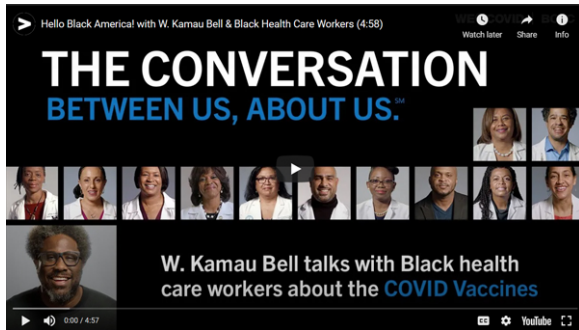 Hello Black America! with W. Kamau Bell & Black Health Care Workers (4:58)
Watch later
Share
Info
THE CONVERSATION
BETWEEN US, ABOUT US.℠
W. Kamau Bell talks with Black health
care workers about the COVID Vaccines
0:00 / 4:57
CC
YouTube